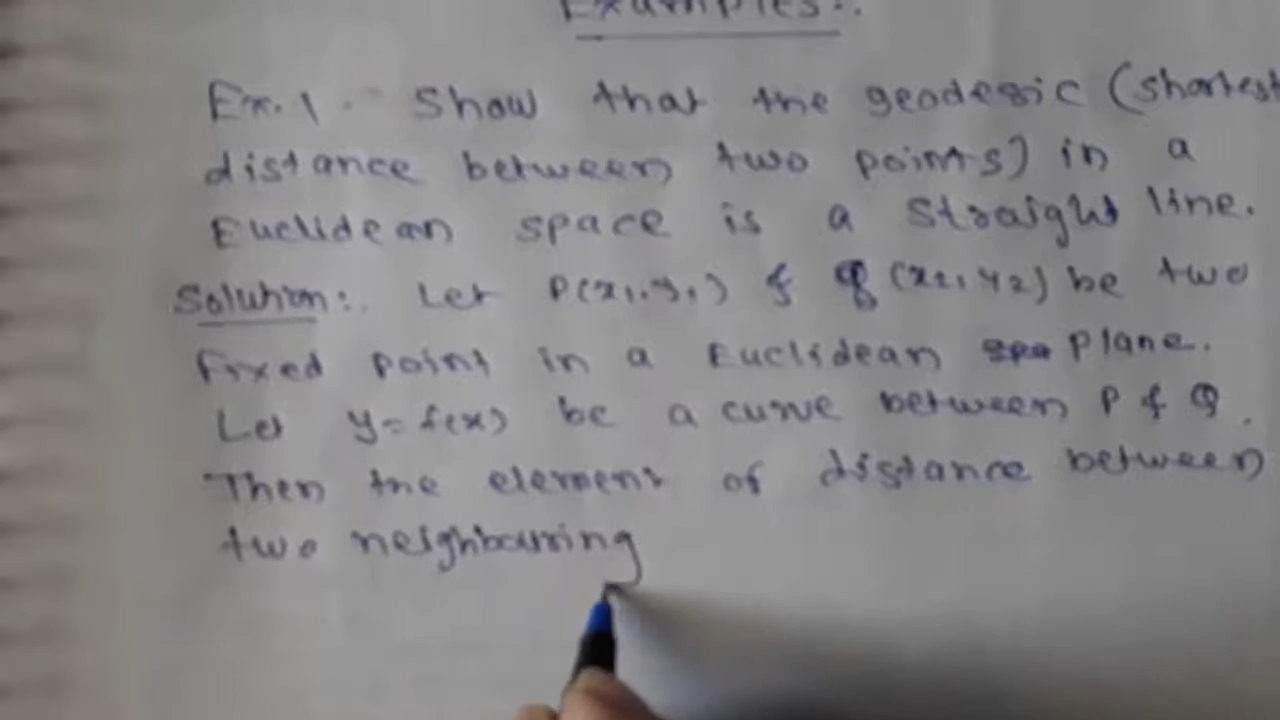 Examples:.
Ex. 1. Show that the geodesic (shortest
distance between two points) in a
Euclidean space is a straight line.
Solution:. Let P(x1, y1) & Q (x2, y2) be two
fixed point in a Euclidean plane.
Let y = f(x) be a curve between P & Q.
Then the element of distance between
two neighbouring